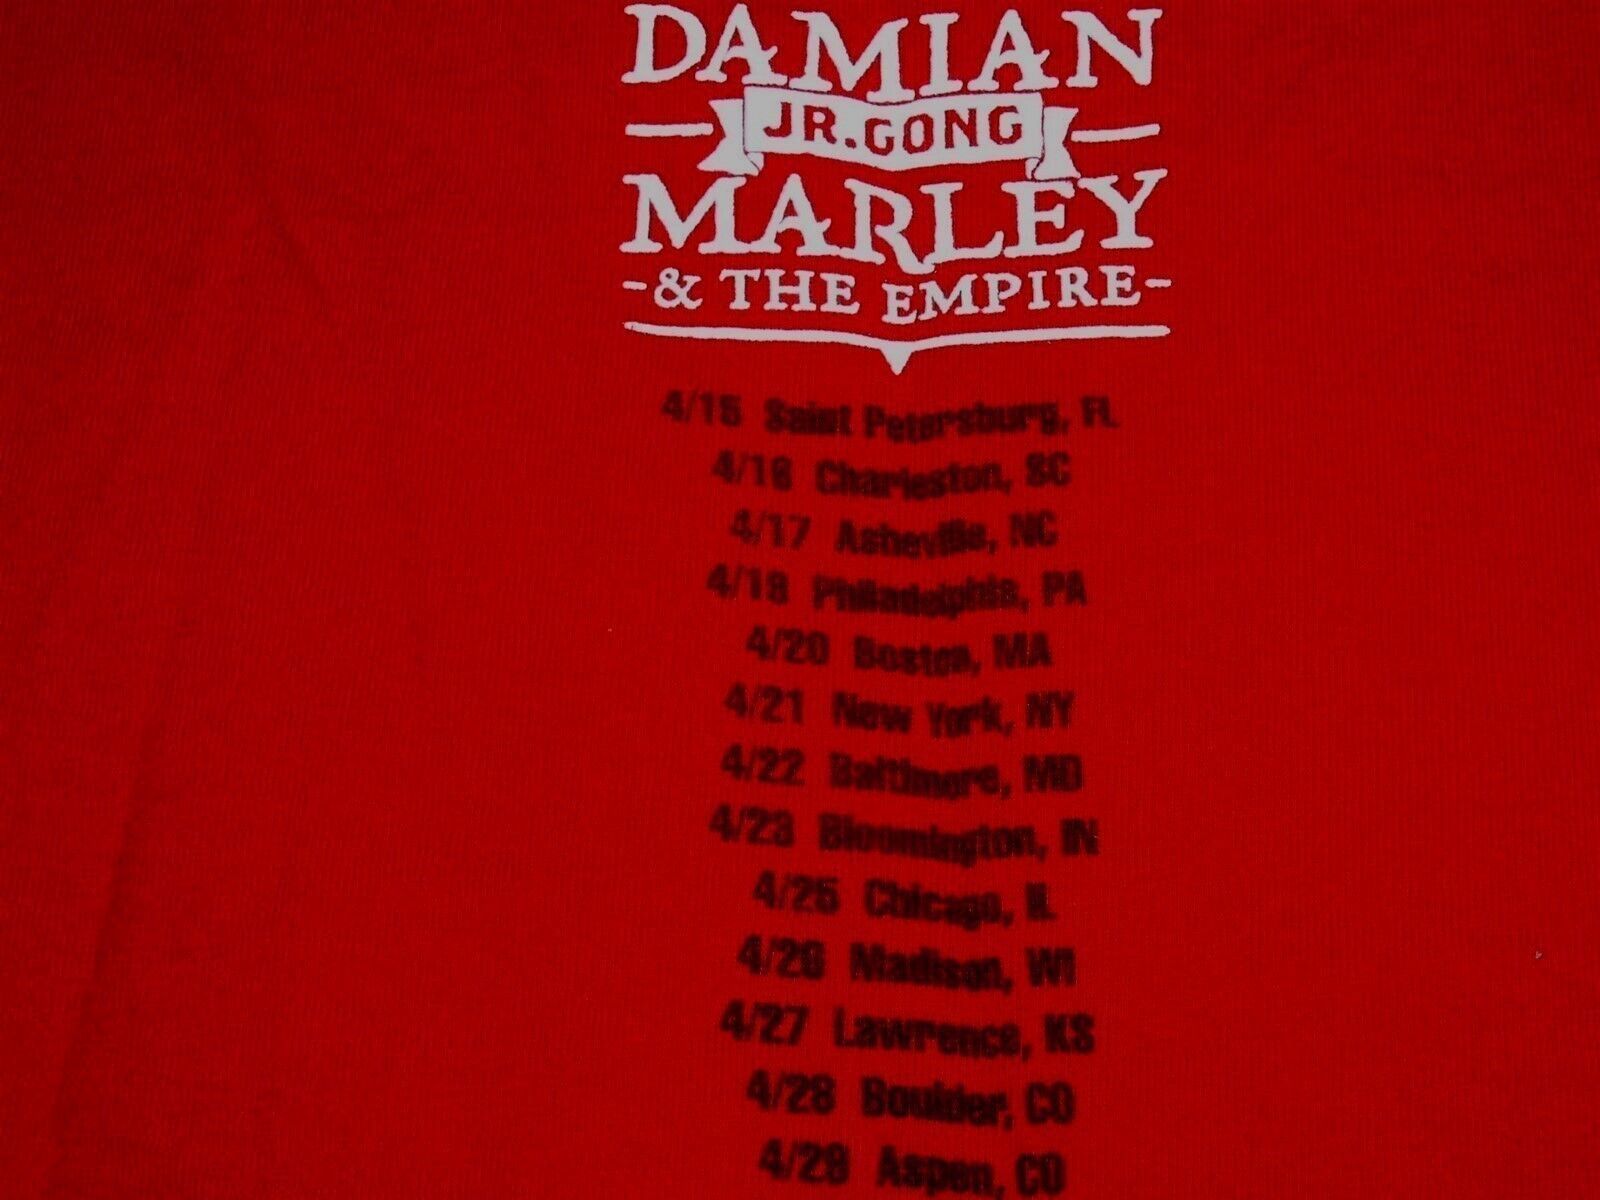 DAMIAN
JR.GONG
MARLEY
-& THE EMPIRE-
4/15 Saint Petersburg, FL
4/16 Charleston, SC
4/17 Asheville, NC
4/19 Philadelphia, PA
4/20 Boston, MA
4/21 New York, NY
4/22 Baltimore, MD
4/23 Bloomington, IN
4/25 Chicago, IL
4/26 Madison, WI
4/27 Lawrence, KS
4/28 Boulder, CO
4/29 Aspen, CO